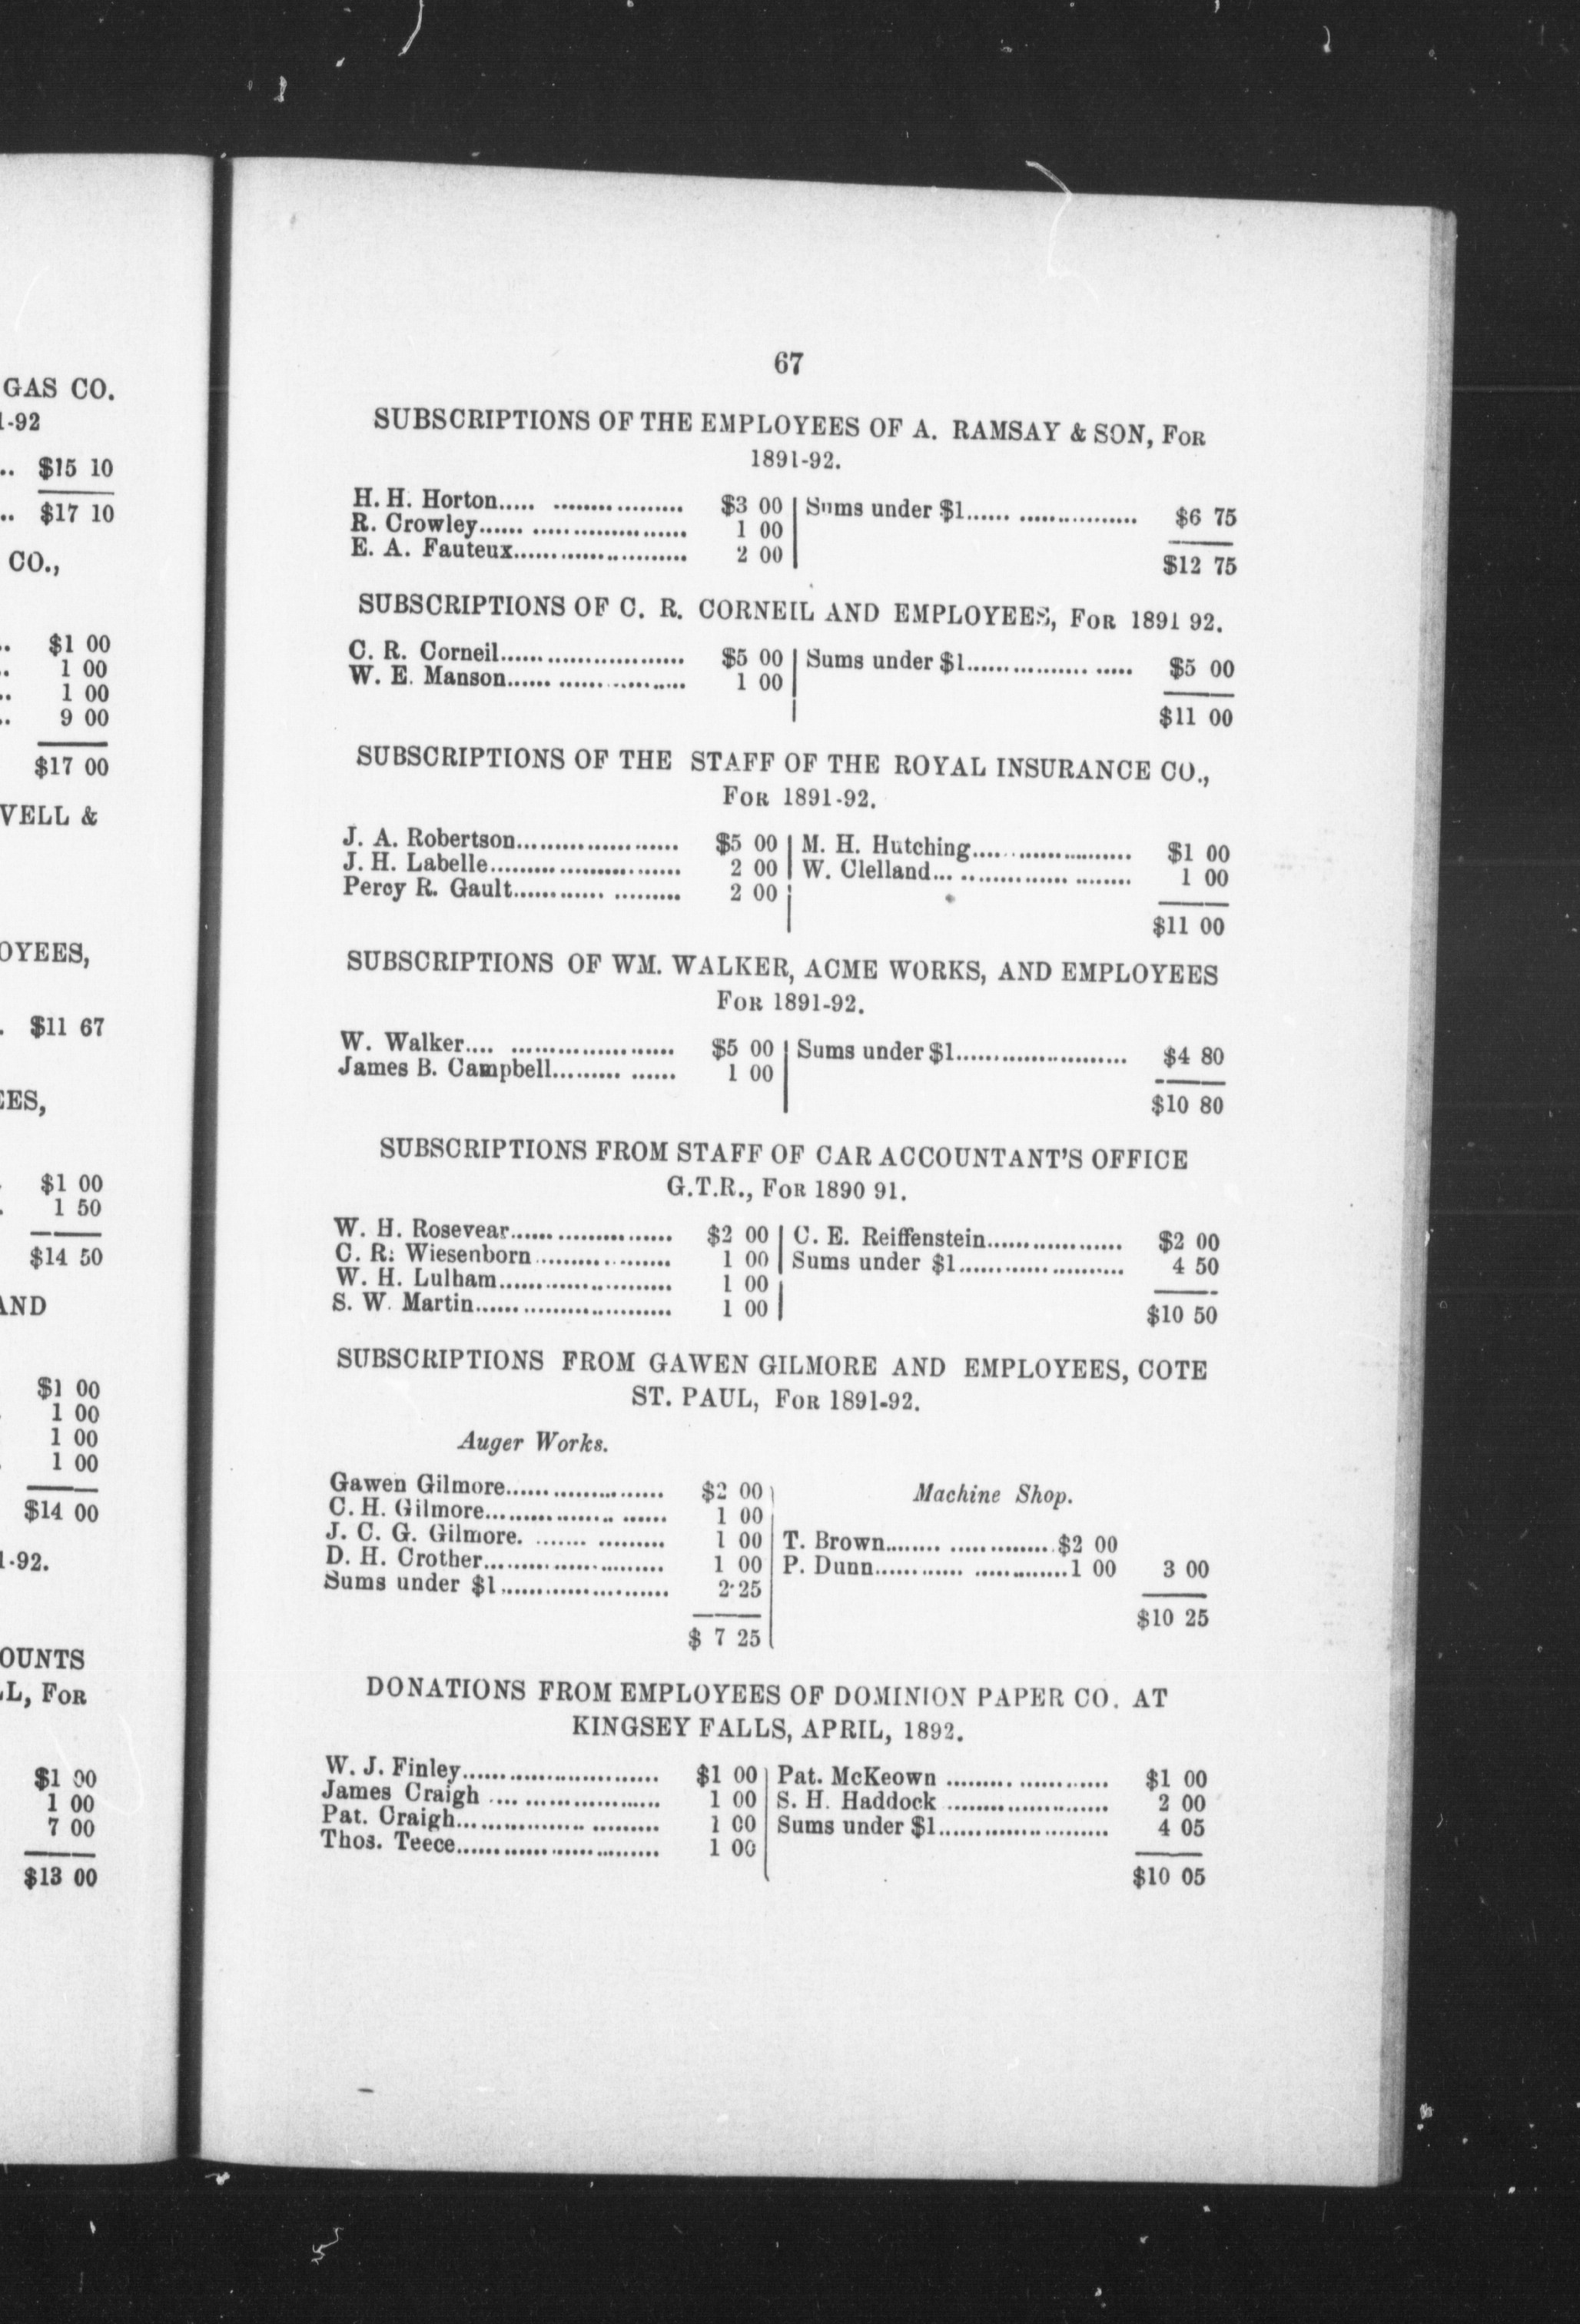 GAS CO.
1-92
.. $15 10
.. $17 10
CO.,
.. $1 00
.. 1 00
.. 1 00
.. 9 00
$17 00
VELL &
OYEES,
. $11 67
EES,
. $1 00
. 1 50
$14 50
AND
$1 00
1 00
1 00
1 00
$14 00
1-92.
OUNTS
LL, FOR
$1 00
1 00
7 00
$13 00
67
SUBSCRIPTIONS OF THE EMPLOYEES OF A. RAMSAY & SON, FOR
1891-92.
H. H. Horton..... .................. $3 00
R. Crowley...... ...................... 1 00
E. A. Fauteux......................... 2 00
Sums under $1...... ................ $6 75
$12 75
SUBSCRIPTIONS OF C. R. CORNEIL AND EMPLOYEES, FOR 1891 92.
C. R. Corneil.......................... $5 00
W. E. Manson...... .................. 1 00
Sums under $1................ ..... $5 00
$11 00
SUBSCRIPTIONS OF THE STAFF OF THE ROYAL INSURANCE CO.,
FOR 1891-92.
J. A. Robertson....................... $5 00
J. H. Labelle........................... 2 00
Percy R. Gault............ ......... 2 00
M. H. Hutching...................... $1 00
W. Clelland... ............... ........ 1 00
$11 00
SUBSCRIPTIONS OF WM. WALKER, ACME WORKS, AND EMPLOYEES
FOR 1891-92.
W. Walker.... ....................... $5 00
James B. Campbell......... ...... 1 00
Sums under $1........................ $4 80
$10 80
SUBSCRIPTIONS FROM STAFF OF CAR ACCOUNTANT'S OFFICE
G.T.R., FOR 1890 91.
W. H. Rosevear....................... $2 00
C. R. Wiesenborn ................... 1 00
W. H. Lulham......................... 1 00
S. W. Martin............................ 1 00
C. E. Reiffenstein................... $2 00
Sums under $1....................... 4 50
$10 50
SUBSCRIPTIONS FROM GAWEN GILMORE AND EMPLOYEES, COTE
ST. PAUL, FOR 1891-92.
Auger Works.
Gawen Gilmore...................... $2 00
C. H. Gilmore.................. ...... 1 00
J. C. G. Gilmore. ....... ......... 1 00
D. H. Crother......................... 1 00
Sums under $1........................ 2 25
$ 7 25
Machine Shop.
T. Brown........ ..............$2 00
P. Dunn............ .............1 00 3 00
$10 25
DONATIONS FROM EMPLOYEES OF DOMINION PAPER CO. AT
KINGSEY FALLS, APRIL, 1892.
W. J. Finley............................ $1 00
James Craigh .... ................... 1 00
Pat. Craigh.................. ......... 1 00
Thos. Teece............................. 1 00
Pat. McKeown .......... ............ $1 00
S. H. Haddock ....................... 2 00
Sums under $1........................ 4 05
$10 05